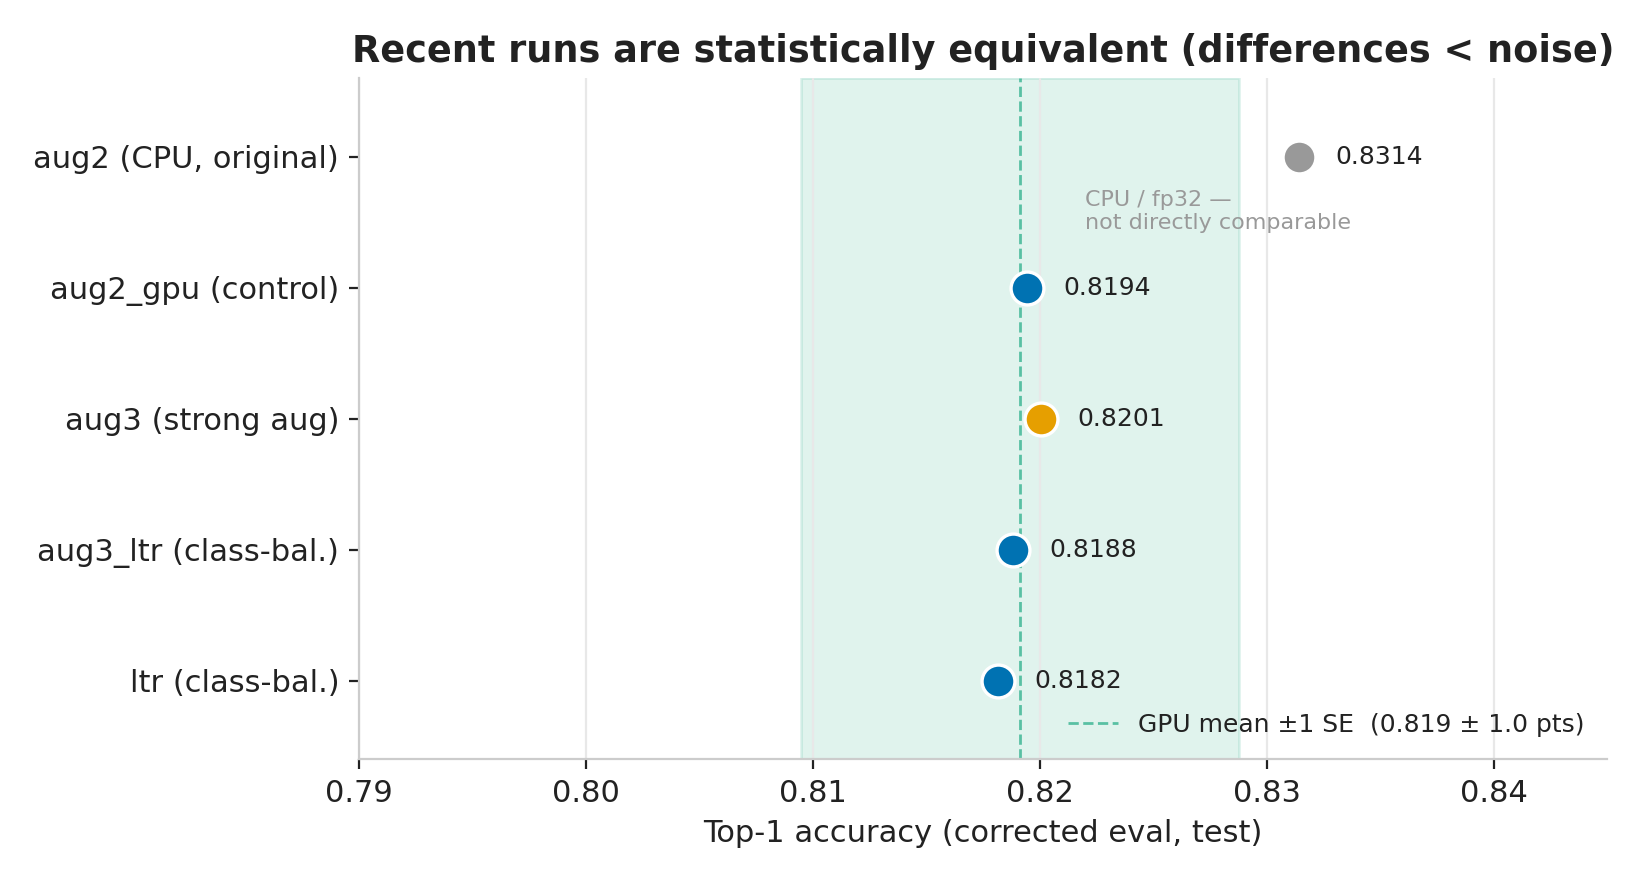 Recent runs are statistically equivalent (differences < noise)
aug2 (CPU, original)
0.8314
CPU / fp32 —
not directly comparable
aug2_gpu (control)
0.8194
aug3 (strong aug)
0.8201
aug3_ltr (class-bal.)
0.8188
ltr (class-bal.)
0.8182
GPU mean ±1 SE  (0.819 ± 1.0 pts)
0.79 0.80 0.81 0.82 0.83 0.84
Top-1 accuracy (corrected eval, test)